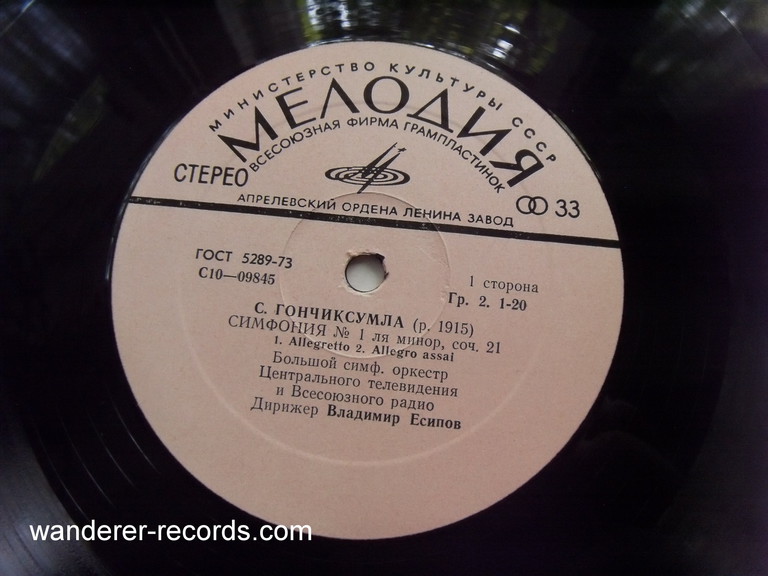 МИНИСТЕРСТВО КУЛЬТУРЫ СССР
МЕЛОДИЯ
ВСЕСОЮЗНАЯ ФИРМА ГРАМПЛАСТИНОК
СТЕРЕО
33
АПРЕЛЕВСКИЙ ОРДЕНА ЛЕНИНА ЗАВОД
ГОСТ 5289-73
С10—09845
1 сторона
Гр. 2. 1-20
С. ГОНЧИКСУМЛА (р. 1915)
СИМФОНИЯ № 1 ля минор, соч. 21
1. Allegretto 2. Allegro assai
Большой симф. оркестр
Центрального телевидения
и Всесоюзного радио
Дирижер Владимир Есипов
wanderer-records.com